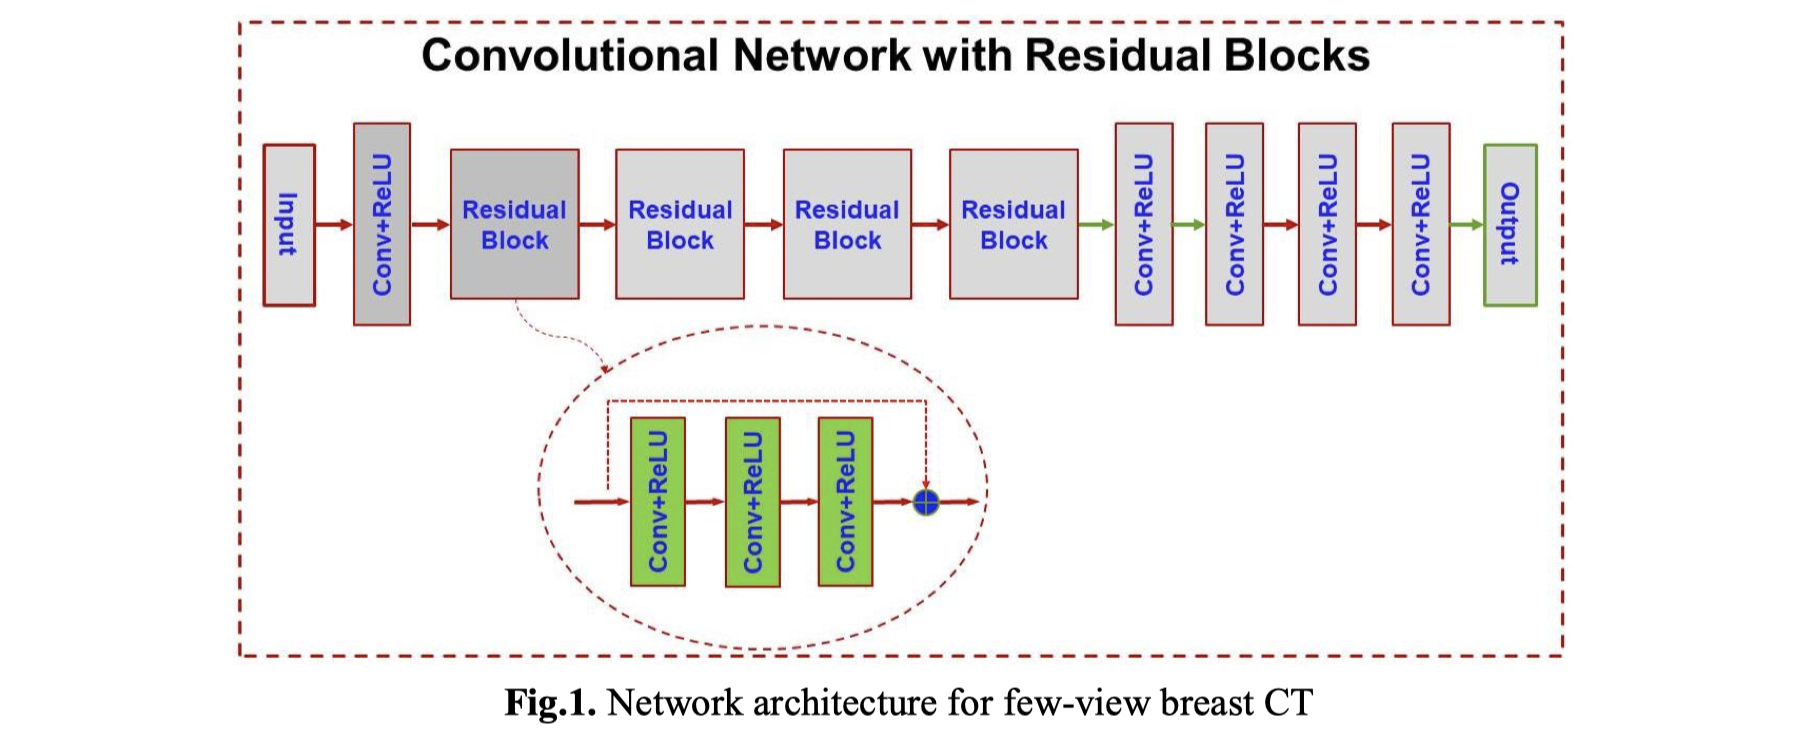 Convolutional Network with Residual Blocks
Input
Conv+ReLU
Residual
Block
Residual
Block
Residual
Block
Residual
Block
Conv+ReLU
Conv+ReLU
Conv+ReLU
Conv+ReLU
Output
Conv+ReLU
Conv+ReLU
Conv+ReLU
Fig.1. Network architecture for few-view breast CT